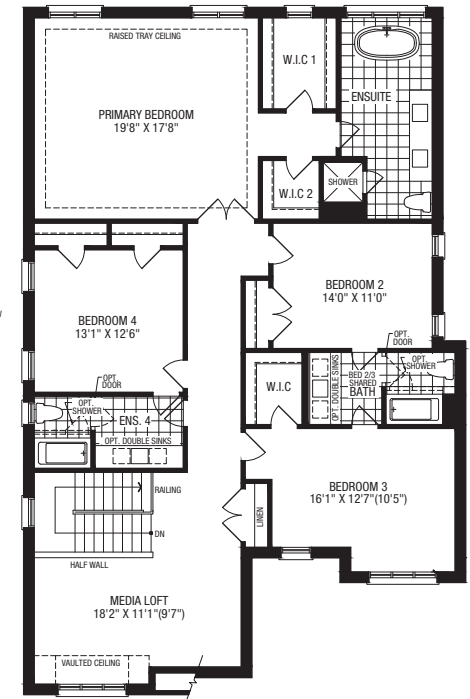 RAISED TRAY CEILING
W.I.C 1
ENSUITE
PRIMARY BEDROOM
19'8" X 17'8"
SHOWER
W.I.C 2
BEDROOM 2
14'0" X 11'0"
BEDROOM 4
13'1" X 12'6"
OPT.
DOOR
OPT.
SHOWER
OPT.
DOOR
W.I.C
OPT. DOUBLE SINKS
BED 2/3
SHARED
BATH
OPT.
SHOWER
ENS. 4
OPT. DOUBLE SINKS
RAILING
BEDROOM 3
16'1" X 12'7"(10'5")
LINEN
DN
HALF WALL
MEDIA LOFT
18'2" X 11'1"(9'7")
VAULTED CEILING